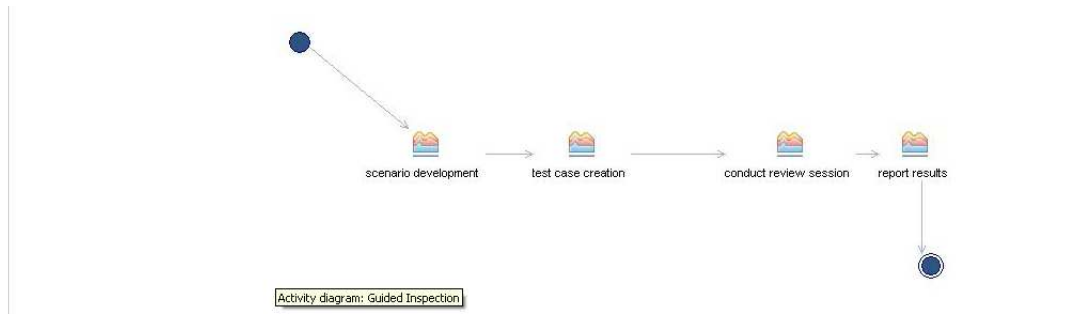 scenario development
test case creation
conduct review session
report results
Activity diagram: Guided Inspection